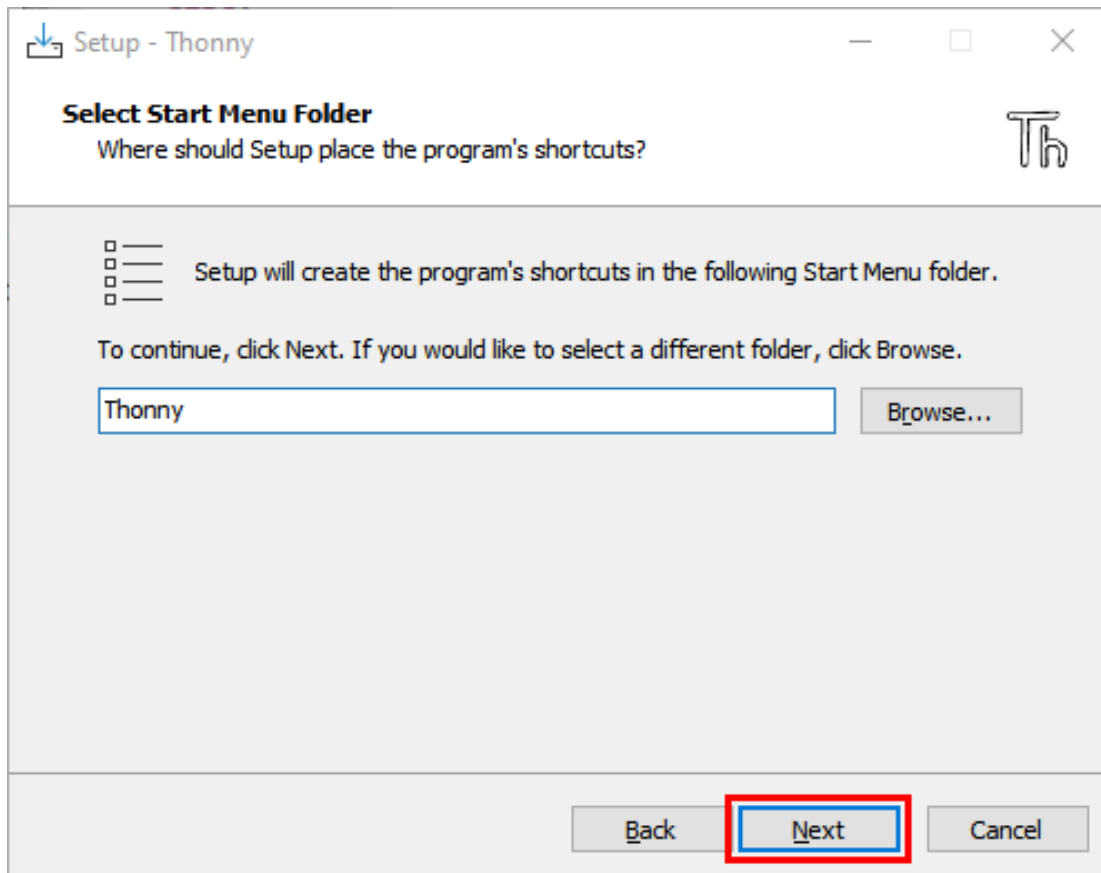 Setup - Thonny
Select Start Menu Folder
Where should Setup place the program's shortcuts?
Th
Setup will create the program's shortcuts in the following Start Menu folder.
To continue, click Next. If you would like to select a different folder, click Browse.
Thonny
Browse...
Back
Next
Cancel